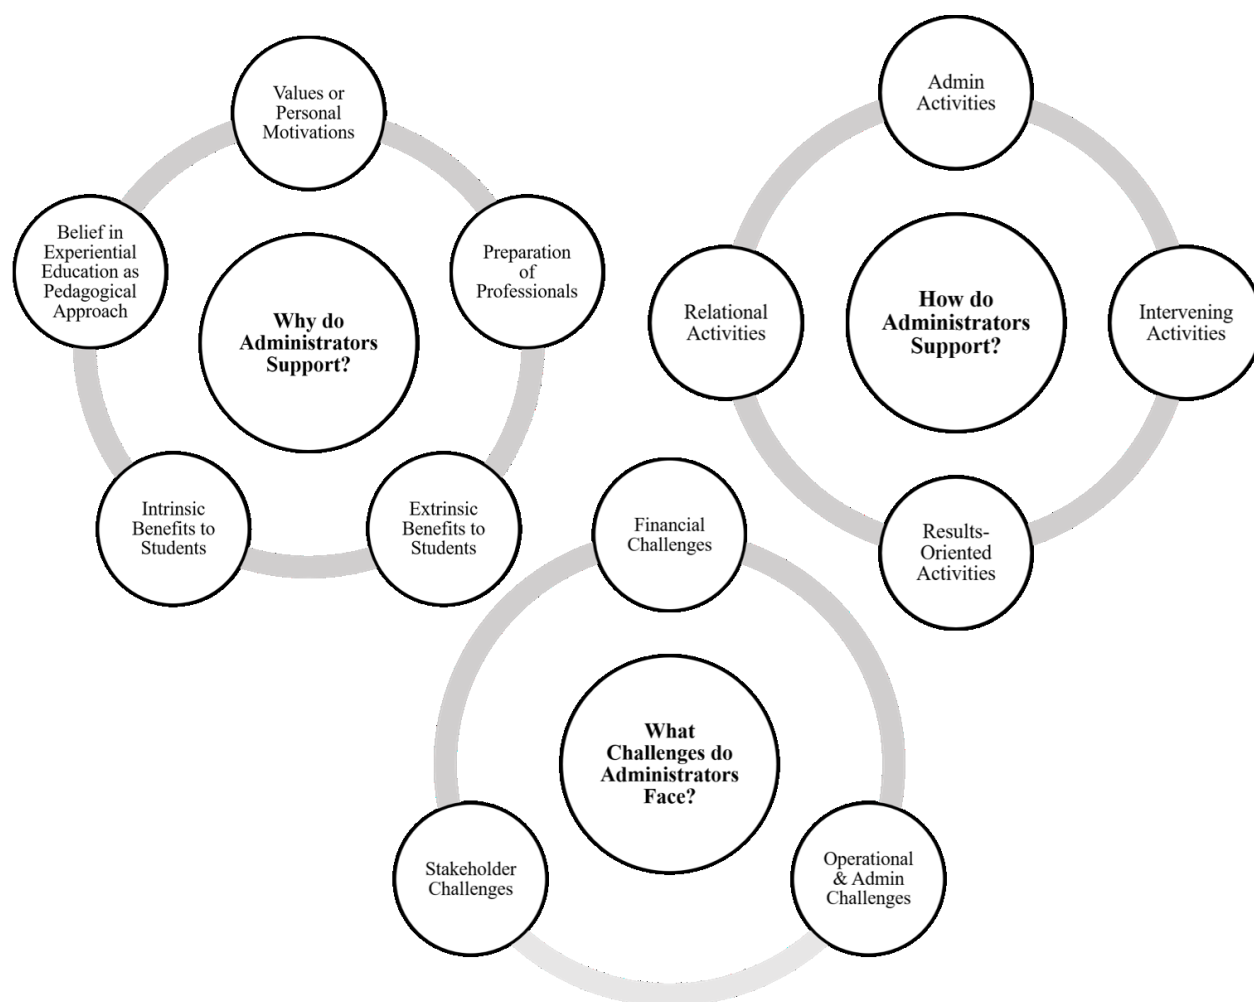 Values or
Personal
Motivations
Preparation
of
Professionals
Extrinsic
Benefits to
Students
Intrinsic
Benefits to
Students
Belief in
Experiential
Education as
Pedagogical
Approach
Why do
Administrators
Support?
Admin
Activities
Intervening
Activities
Results-
Oriented
Activities
Relational
Activities
How do
Administrators
Support?
Financial
Challenges
Operational
& Admin
Challenges
Stakeholder
Challenges
What
Challenges do
Administrators
Face?